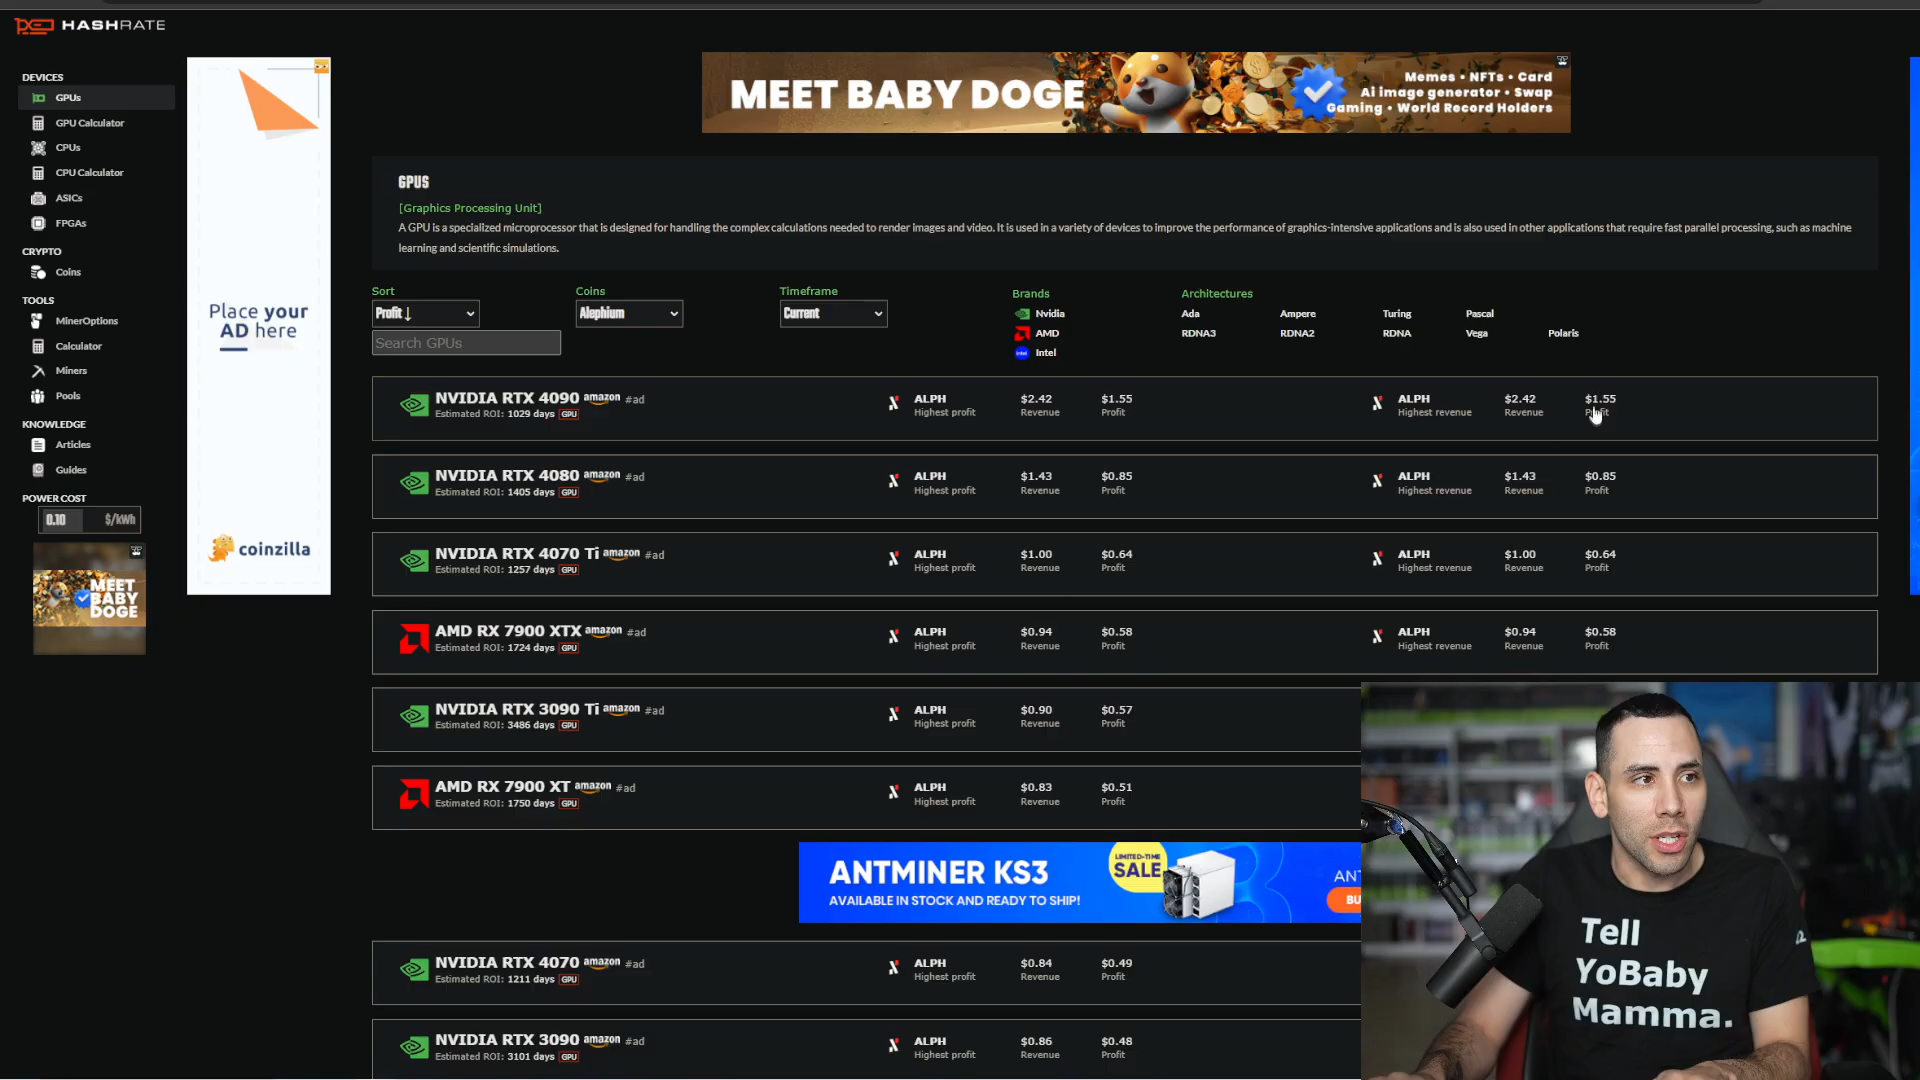 HASHRATE
DEVICES
GPUs
GPU Calculator
CPUs
CPU Calculator
ASICs
FPGAs
CRYPTO
Coins
TOOLS
MinerOptions
Calculator
Miners
Pools
KNOWLEDGE
Articles
Guides
POWER COST
0.10 $/kWh
MEET
BABY
DOGE
Place your
AD here
coinzilla
MEET BABY DOGE
Memes • NFTs • Card
Ai image generator • Swap
Gaming • World Record Holders
GPUS
[Graphics Processing Unit]
A GPU is a specialized microprocessor that is designed for handling the complex calculations needed to render images and video. It is used in a variety of devices to improve the performance of graphics-intensive applications and is also used in other applications that require fast parallel processing, such as machine
learning and scientific simulations.
Sort
Profit ↓
Search GPUs
Coins
Alephium
Timeframe
Current
Brands
Nvidia
AMD
intel Intel
Architectures
Ada Ampere Turing Pascal
RDNA3 RDNA2 RDNA Vega Polaris
NVIDIA RTX 4090 amazon #ad
Estimated ROI: 1029 days GPU
ALPH $2.42 $1.55 ALPH $2.42 $1.55
Highest profit Revenue Profit Highest revenue Revenue Profit
NVIDIA RTX 4080 amazon #ad
Estimated ROI: 1405 days GPU
ALPH $1.43 $0.85 ALPH $1.43 $0.85
Highest profit Revenue Profit Highest revenue Revenue Profit
NVIDIA RTX 4070 Ti amazon #ad
Estimated ROI: 1257 days GPU
ALPH $1.00 $0.64 ALPH $1.00 $0.64
Highest profit Revenue Profit Highest revenue Revenue Profit
AMD RX 7900 XTX amazon #ad
Estimated ROI: 1724 days GPU
ALPH $0.94 $0.58 ALPH $0.94 $0.58
Highest profit Revenue Profit Highest revenue Revenue Profit
NVIDIA RTX 3090 Ti amazon #ad
Estimated ROI: 3486 days GPU
ALPH $0.90 $0.57
Highest profit Revenue Profit
AMD RX 7900 XT amazon #ad
Estimated ROI: 1750 days GPU
ALPH $0.83 $0.51
Highest profit Revenue Profit
ANTMINER KS3
AVAILABLE IN STOCK AND READY TO SHIP!
LIMITED-TIME
SALE
ANT
BU
NVIDIA RTX 4070 amazon #ad
Estimated ROI: 1211 days GPU
ALPH $0.84 $0.49
Highest profit Revenue Profit
NVIDIA RTX 3090 amazon #ad
Estimated ROI: 3101 days GPU
ALPH $0.86 $0.48
Highest profit Revenue Profit
Tell
YoBaby
Mamma.